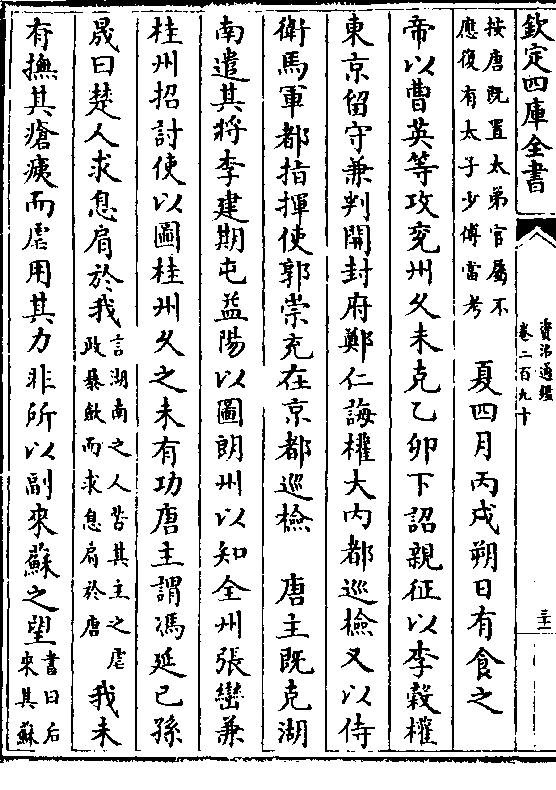 欽定四庫全書
資治通鑑
卷二百九十
三十一
按唐既置太弟官屬不
應復有太子少傅當考
夏四月丙戌朔日有食之
帝以曹英等攻兖州久未克乙卯下詔親征以李穀權
東京留守兼判開封府鄭仁誨權大内都巡檢又以侍
衛馬軍都指揮使郭崇充在京都巡檢　唐主既克湖
南遣其將李建期屯益陽以圖朗州以知全州張巒兼
桂州招討使以圖桂州久之未有功唐主謂馮延己孫
晟曰楚人求息肩於我
言湖南之人苦其主之虐
政暴斂而求息肩於唐
我未
有撫其瘡痍而虐用其力非所以副來蘇之望
書曰后
來其蘇